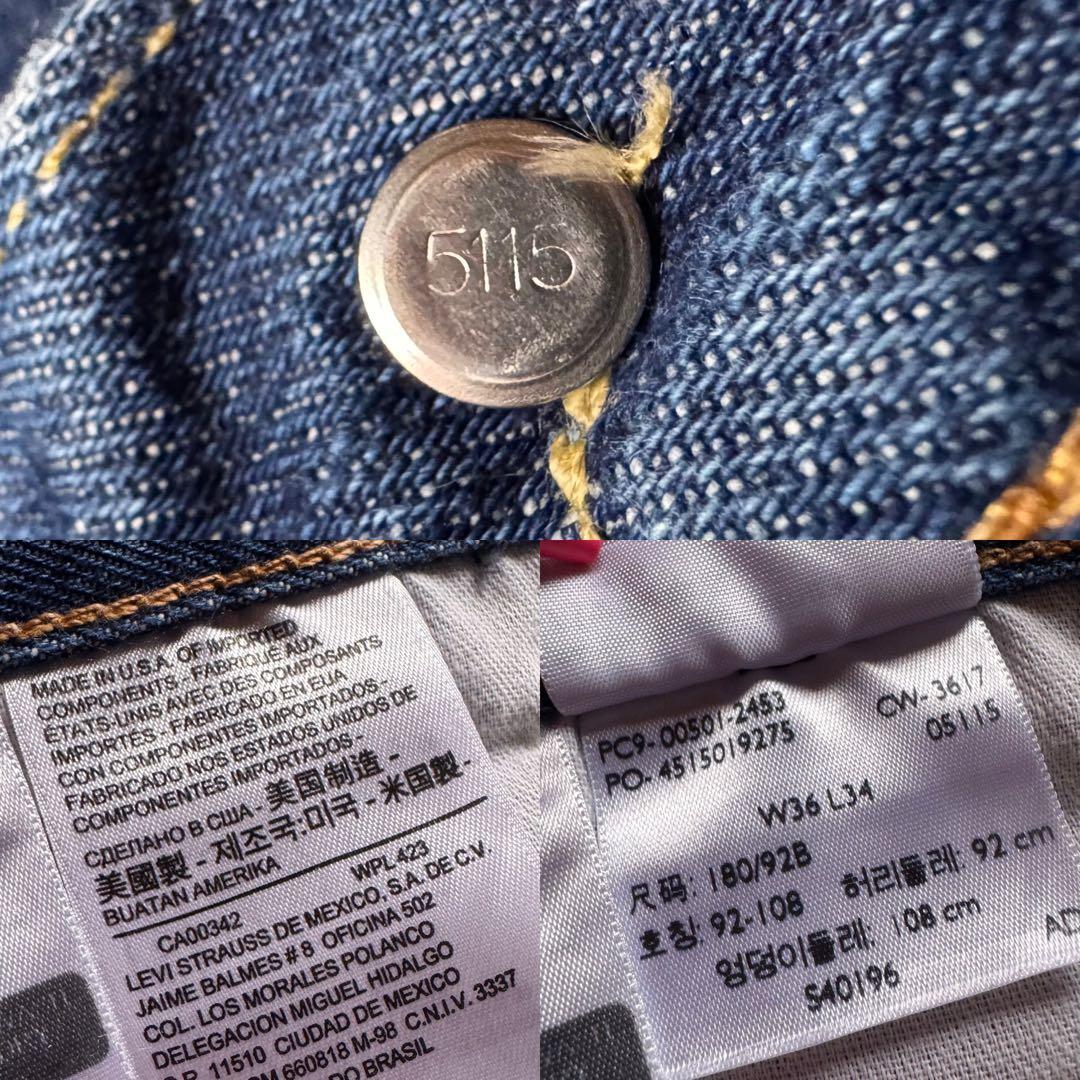 5115
MADE IN U.S.A. OF IMPORTED
COMPONENTS - FABRIQUÉ AUX
ÉTATS-UNIS AVEC DES COMPOSANTS
IMPORTÉS - FABRICADO EN EUA
CON COMPONENTES IMPORTADOS -
FABRICADO NOS ESTADOS UNIDOS DE
COMPONENTES IMPORTADOS -
СДЕЛАНО В США - 美国制造 -
美國製 - 제조국:미국 - 米国製 -
BUATAN AMERIKA
WPL 423
CA00342
LEVI STRAUSS DE MEXICO, S.A. DE C.V.
JAIME BALMES # 8 OFICINA 502
COL. LOS MORALES POLANCO
DELEGACION MIGUEL HIDALGO
C.P. 11510 CIUDAD DE MEXICO
660818 M-98 C.N.I.V. 3337
BRASIL
PC9- 00501-2453 CW-3617
PO- 4515019275 05115
W36 L34
尺码: 180/92B
호칭: 92-108 허리둘레: 92 cm
엉덩이둘레: 108 cm
S40196
AD